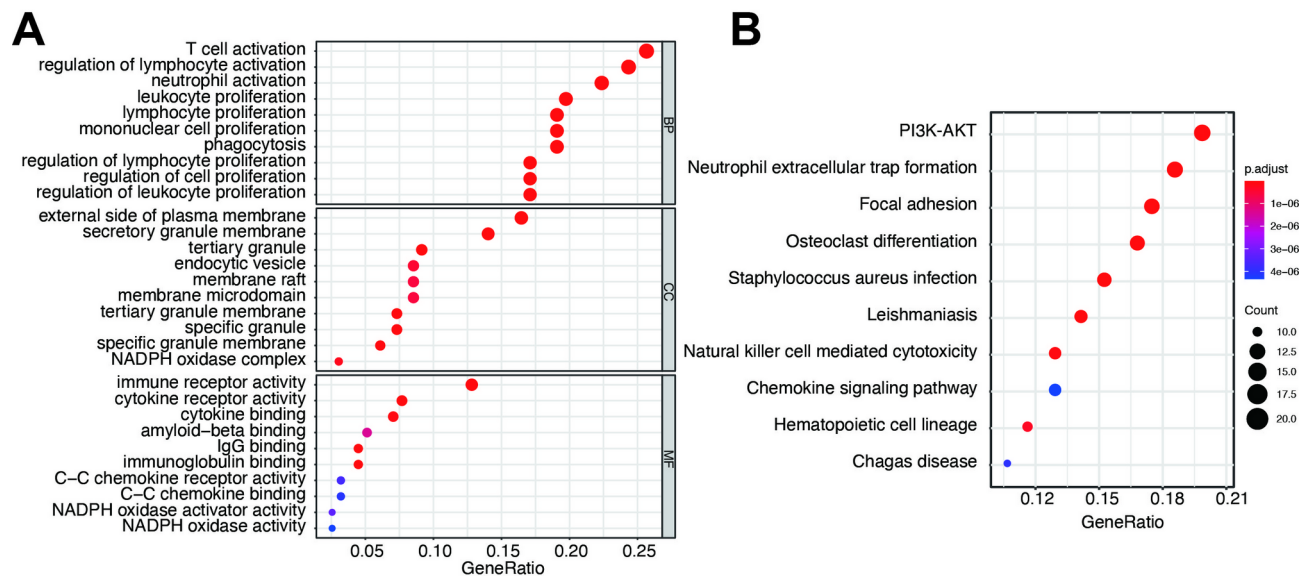 A
T cell activation
regulation of lymphocyte activation
neutrophil activation
leukocyte proliferation
lymphocyte proliferation
mononuclear cell proliferation
phagocytosis
regulation of lymphocyte proliferation
regulation of cell proliferation
regulation of leukocyte proliferation
BP
external side of plasma membrane
secretory granule membrane
tertiary granule
endocytic vesicle
membrane raft
membrane microdomain
tertiary granule membrane
specific granule
specific granule membrane
NADPH oxidase complex
CC
immune receptor activity
cytokine receptor activity
cytokine binding
amyloid−beta binding
IgG binding
immunoglobulin binding
C−C chemokine receptor activity
C−C chemokine binding
NADPH oxidase activator activity
NADPH oxidase activity
MF
0.05 0.10 0.15 0.20 0.25
GeneRatio
B
PI3K-AKT
Neutrophil extracellular trap formation
Focal adhesion
Osteoclast differentiation
Staphylococcus aureus infection
Leishmaniasis
Natural killer cell mediated cytotoxicity
Chemokine signaling pathway
Hematopoietic cell lineage
Chagas disease
0.12 0.15 0.18 0.21
GeneRatio
p.adjust
1e−06
2e−06
3e−06
4e−06
Count
10.0
12.5
15.0
17.5
20.0